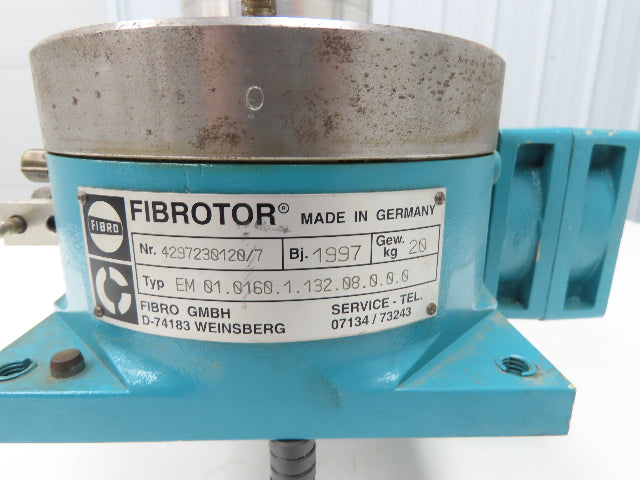 0
FIBRO
FIBROTOR® MADE IN GERMANY
Nr. 4297230120/7 Bj. 1997 Gew. kg 20
Typ EM 01.0160.1.132.08.0.0.0
FIBRO GMBH SERVICE - TEL.
D-74183 WEINSBERG 07134 / 73243